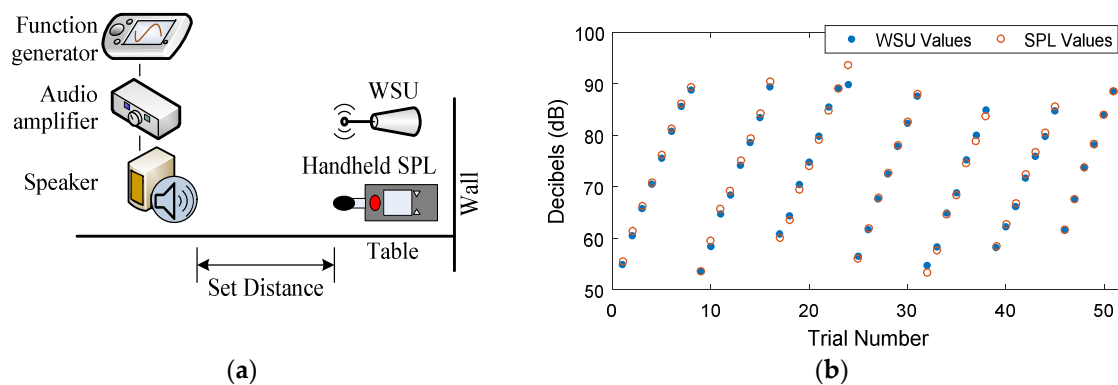 Function
generator
Audio
amplifier
Speaker
WSU
Handheld SPL
Wall
Table
Set Distance
(a)
WSU Values
SPL Values
Decibels (dB)
100
90
80
70
60
50
0
10
20
30
40
50
Trial Number
(b)